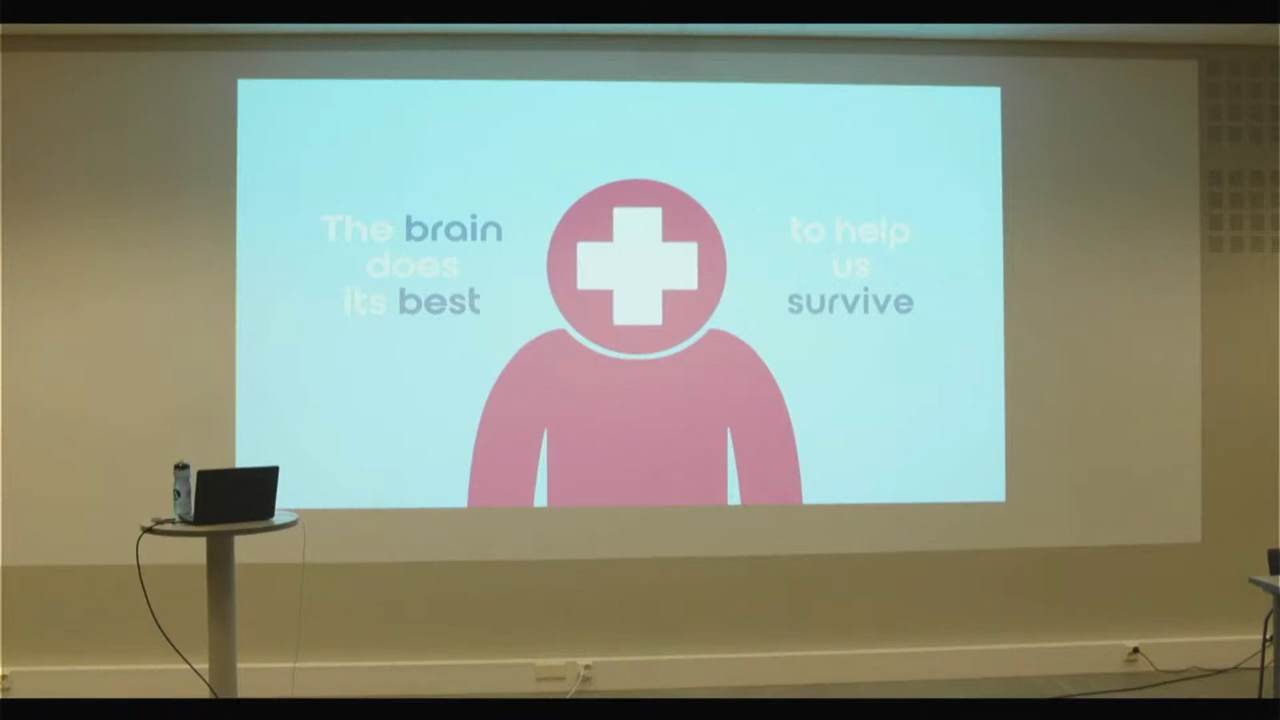 The brain
does
its best
to help
us
survive